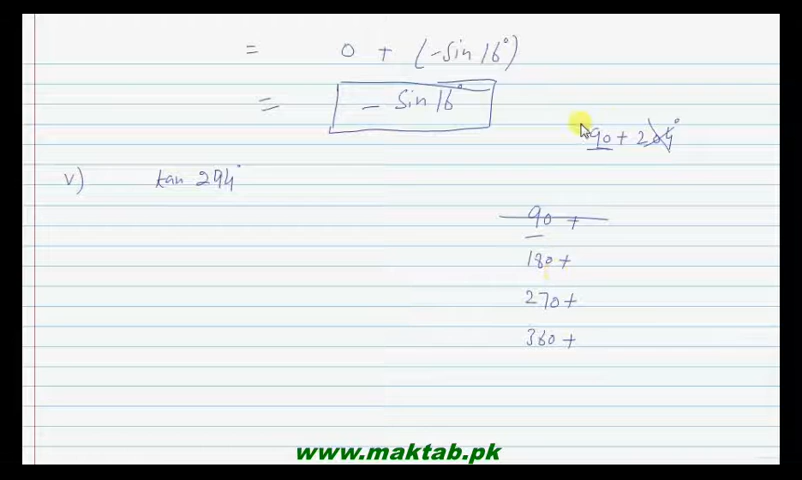 = 0 + (-Sin 16°)
= - Sin 16°
90 + 204°
v) tan 294°
90 +
180 +
270 +
360 +
www.maktab.pk